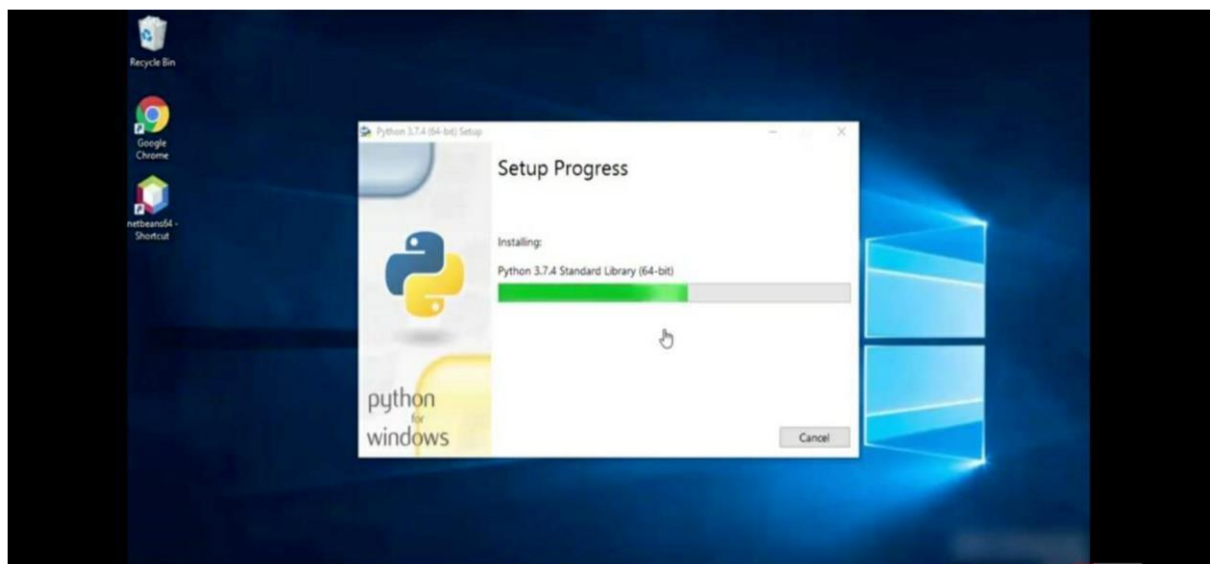 Recycle Bin
Google
Chrome
netbeans64 -
Shortcut
Python 3.7.4 (64-bit) Setup
Setup Progress
Installing:
Python 3.7.4 Standard Library (64-bit)
python
for
windows
Cancel